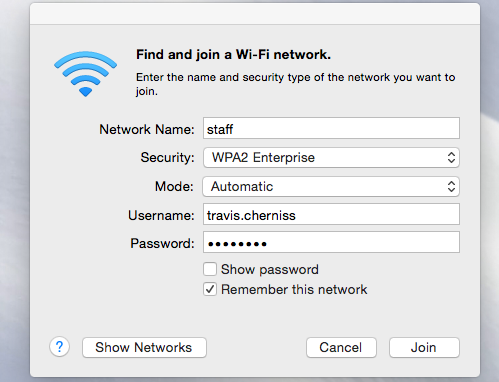 Find and join a Wi-Fi network.
Enter the name and security type of the network you want to
join.
Network Name: staff
Security: WPA2 Enterprise
Mode: Automatic
Username: travis.cherniss
Password: ••••••••
Show password
Remember this network
? Show Networks Cancel Join